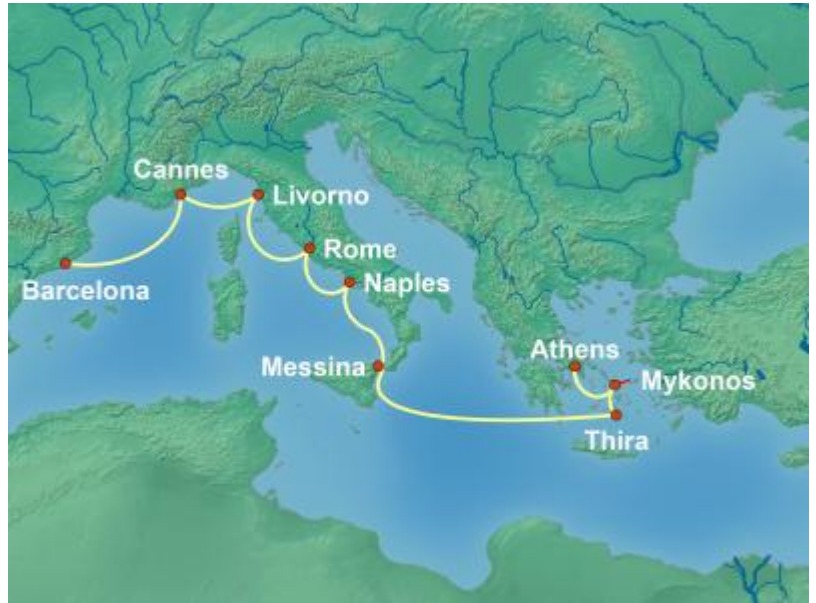 Cannes
Livorno
Rome
Barcelona
Naples
Athens
Messina
Mykonos
Thira